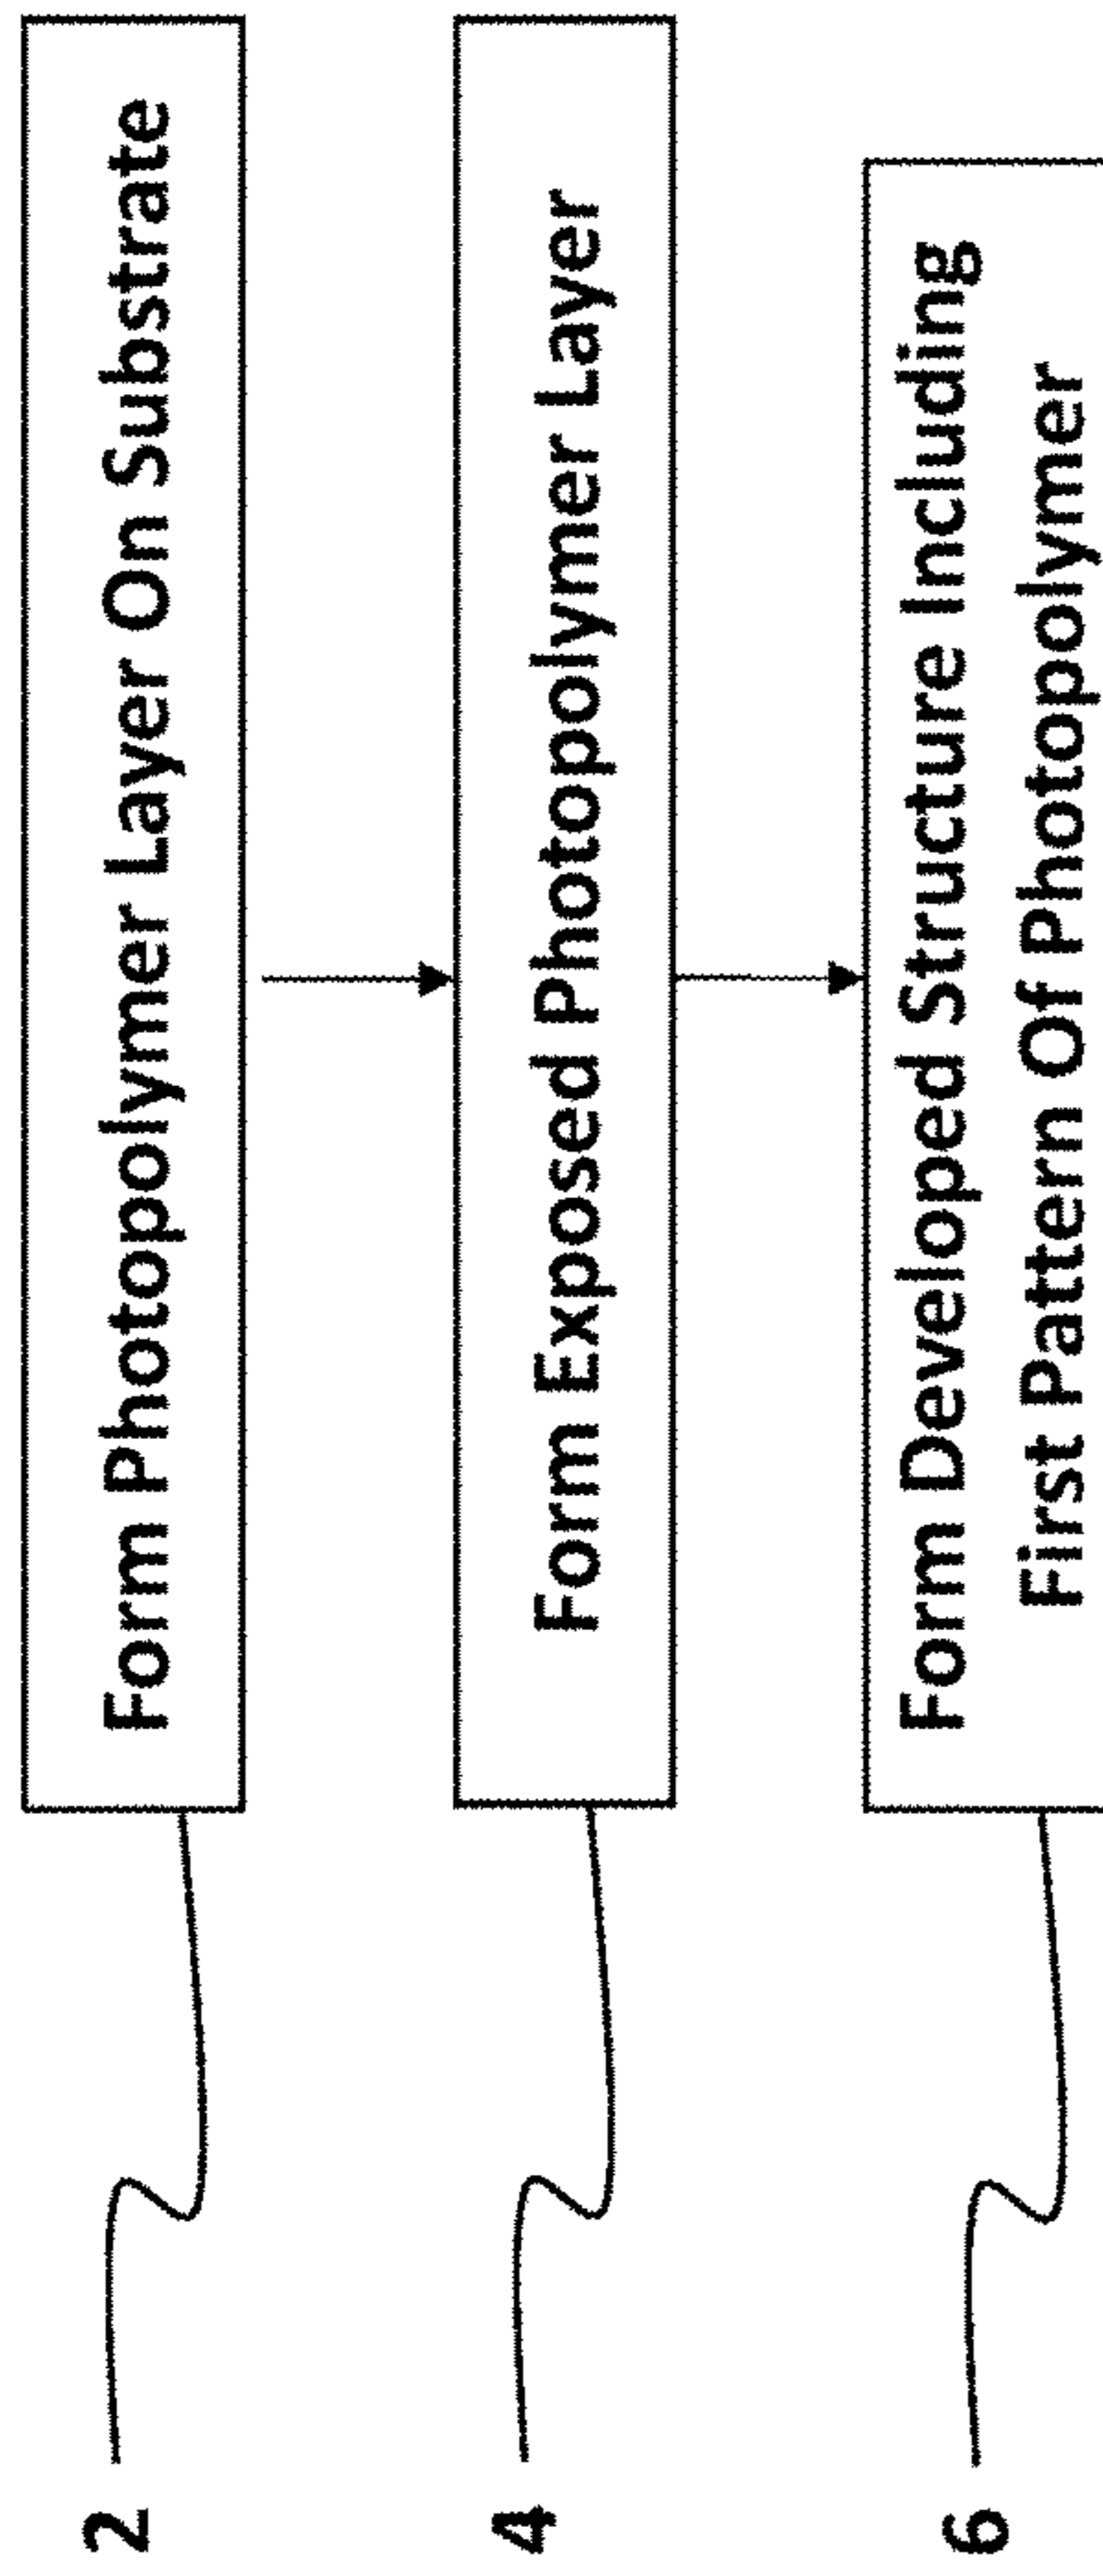 2
Form Photopolymer Layer On Substrate
4
Form Exposed Photopolymer Layer
6
Form Developed Structure Including
First Pattern Of Photopolymer